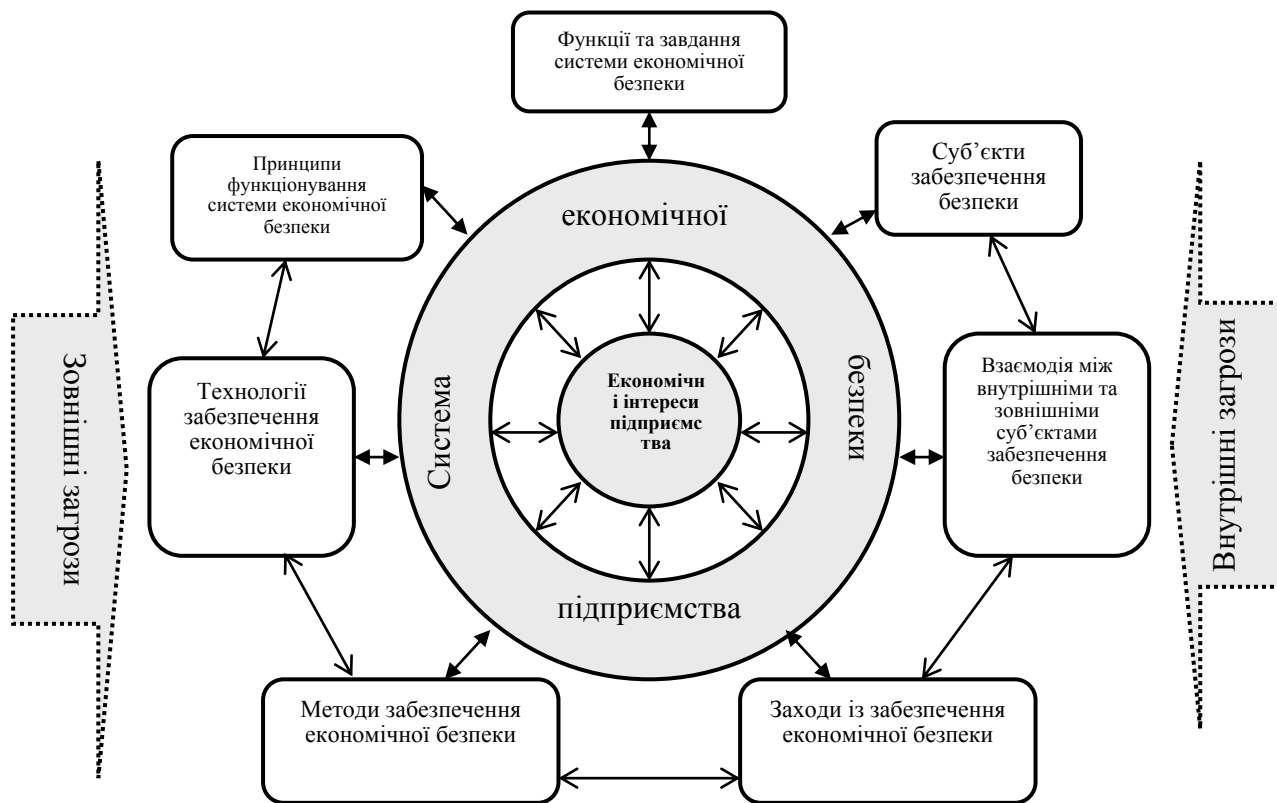 Функції та завдання
системи економічної
безпеки
Принципи
функціонування
системи економічної
безпеки
Суб’єкти
забезпечення
безпеки
економічної
Зовнішні загрози
Технології
забезпечення
економічної
безпеки
Система
Економічн
і інтереси
підприємс
тва
безпеки
Взаємодія між
внутрішніми та
зовнішніми
суб’єктами
забезпечення
безпеки
Внутрішні загрози
підприємства
Методи забезпечення
економічної безпеки
Заходи із забезпечення
економічної безпеки